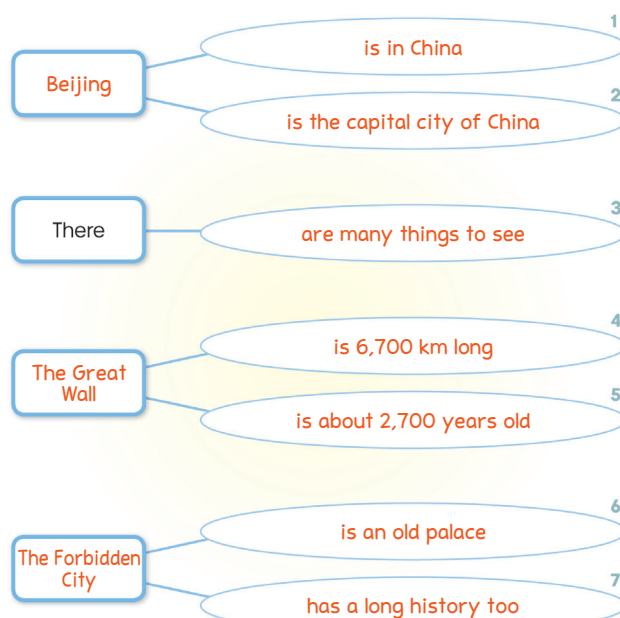 1
Beijing
is in China
2
is the capital city of China
There
3
are many things to see
The Great
Wall
4
is 6,700 km long
5
is about 2,700 years old
The Forbidden
City
6
is an old palace
7
has a long history too